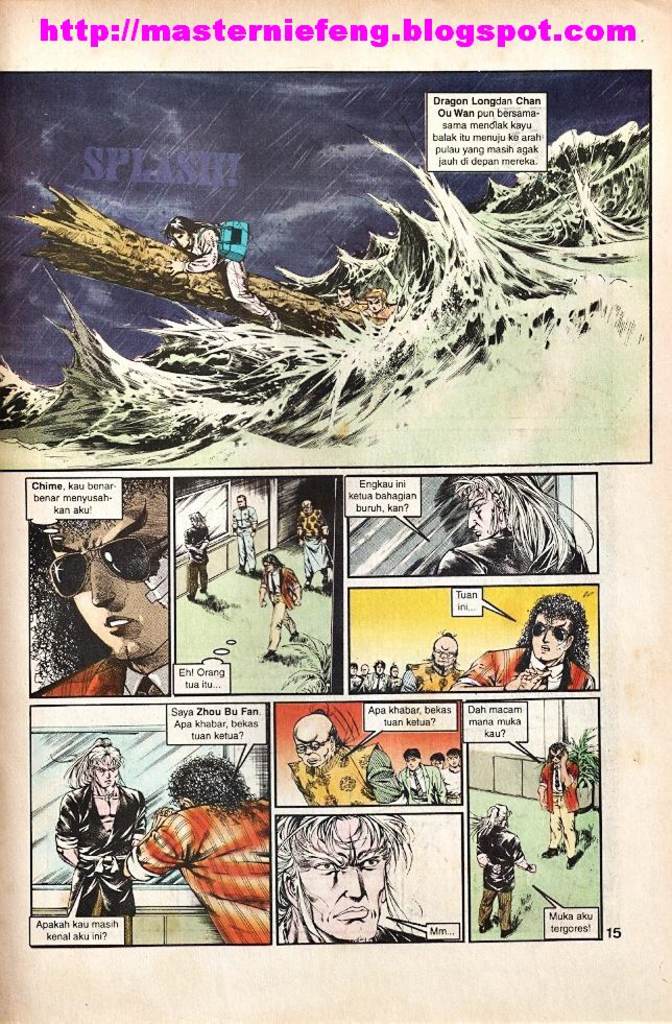 http://masterniefeng.blogspot.com
Dragon Longdan Chan
Ou Wan pun bersama-
sama menolak kayu
balak itu menuju ke arah
pulau yang masih agak
jauh di depan mereka.
SPLASH!
Chime, kau benar-
benar menyusah-
kan aku!
Eh! Orang
tua itu...
Engkau ini
ketua bahagian
buruh, kan?
Tuan
ini...
Saya Zhou Bu Fan.
Apa khabar, bekas
tuan ketua?
Apakah kau masih
kenal aku ini?
Apa khabar, bekas
tuan ketua?
Mm...
Dah macam
mana muka
kau?
Muka aku
tergores!
15